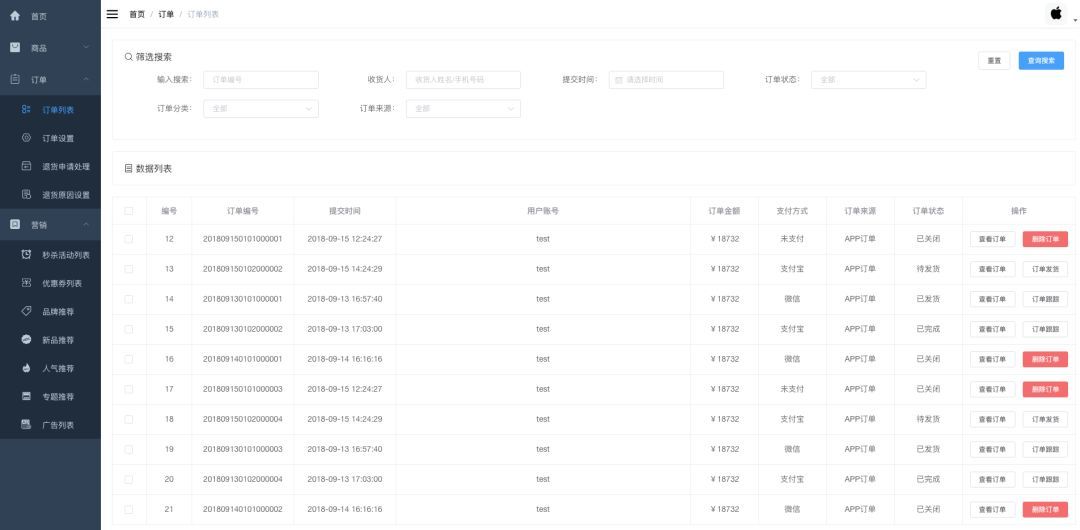 首页
商品
订单
订单列表
订单设置
退货申请处理
退货原因设置
营销
秒杀活动列表
优惠券列表
品牌推荐
新品推荐
人气推荐
专题推荐
广告列表
首页 / 订单 / 订单列表
筛选搜索
重置 查询搜索
输入搜索： 订单编号 收货人： 收货人姓名/手机号码 提交时间： 请选择时间 订单状态： 全部
订单分类： 全部 订单来源： 全部
数据列表
编号 订单编号 提交时间 用户账号 订单金额 支付方式 订单来源 订单状态 操作
12 201809150101000001 2018-09-15 12:24:27 test ￥18732 未支付 APP订单 已关闭 查看订单 删除订单
13 201809150102000002 2018-09-15 14:24:29 test ￥18732 支付宝 APP订单 待发货 查看订单 订单发货
14 201809130101000001 2018-09-13 16:57:40 test ￥18732 微信 APP订单 已发货 查看订单 订单跟踪
15 201809130102000002 2018-09-13 17:03:00 test ￥18732 支付宝 APP订单 已完成 查看订单 订单跟踪
16 201809140101000001 2018-09-14 16:16:16 test ￥18732 微信 APP订单 已关闭 查看订单 删除订单
17 201809150101000003 2018-09-15 12:24:27 test ￥18732 未支付 APP订单 已关闭 查看订单 删除订单
18 201809150102000004 2018-09-15 14:24:29 test ￥18732 支付宝 APP订单 待发货 查看订单 订单发货
19 201809130101000003 2018-09-13 16:57:40 test ￥18732 微信 APP订单 已发货 查看订单 订单跟踪
20 201809130102000004 2018-09-13 17:03:00 test ￥18732 支付宝 APP订单 已完成 查看订单 订单跟踪
21 201809140101000002 2018-09-14 16:16:16 test ￥18732 微信 APP订单 已关闭 查看订单 删除订单